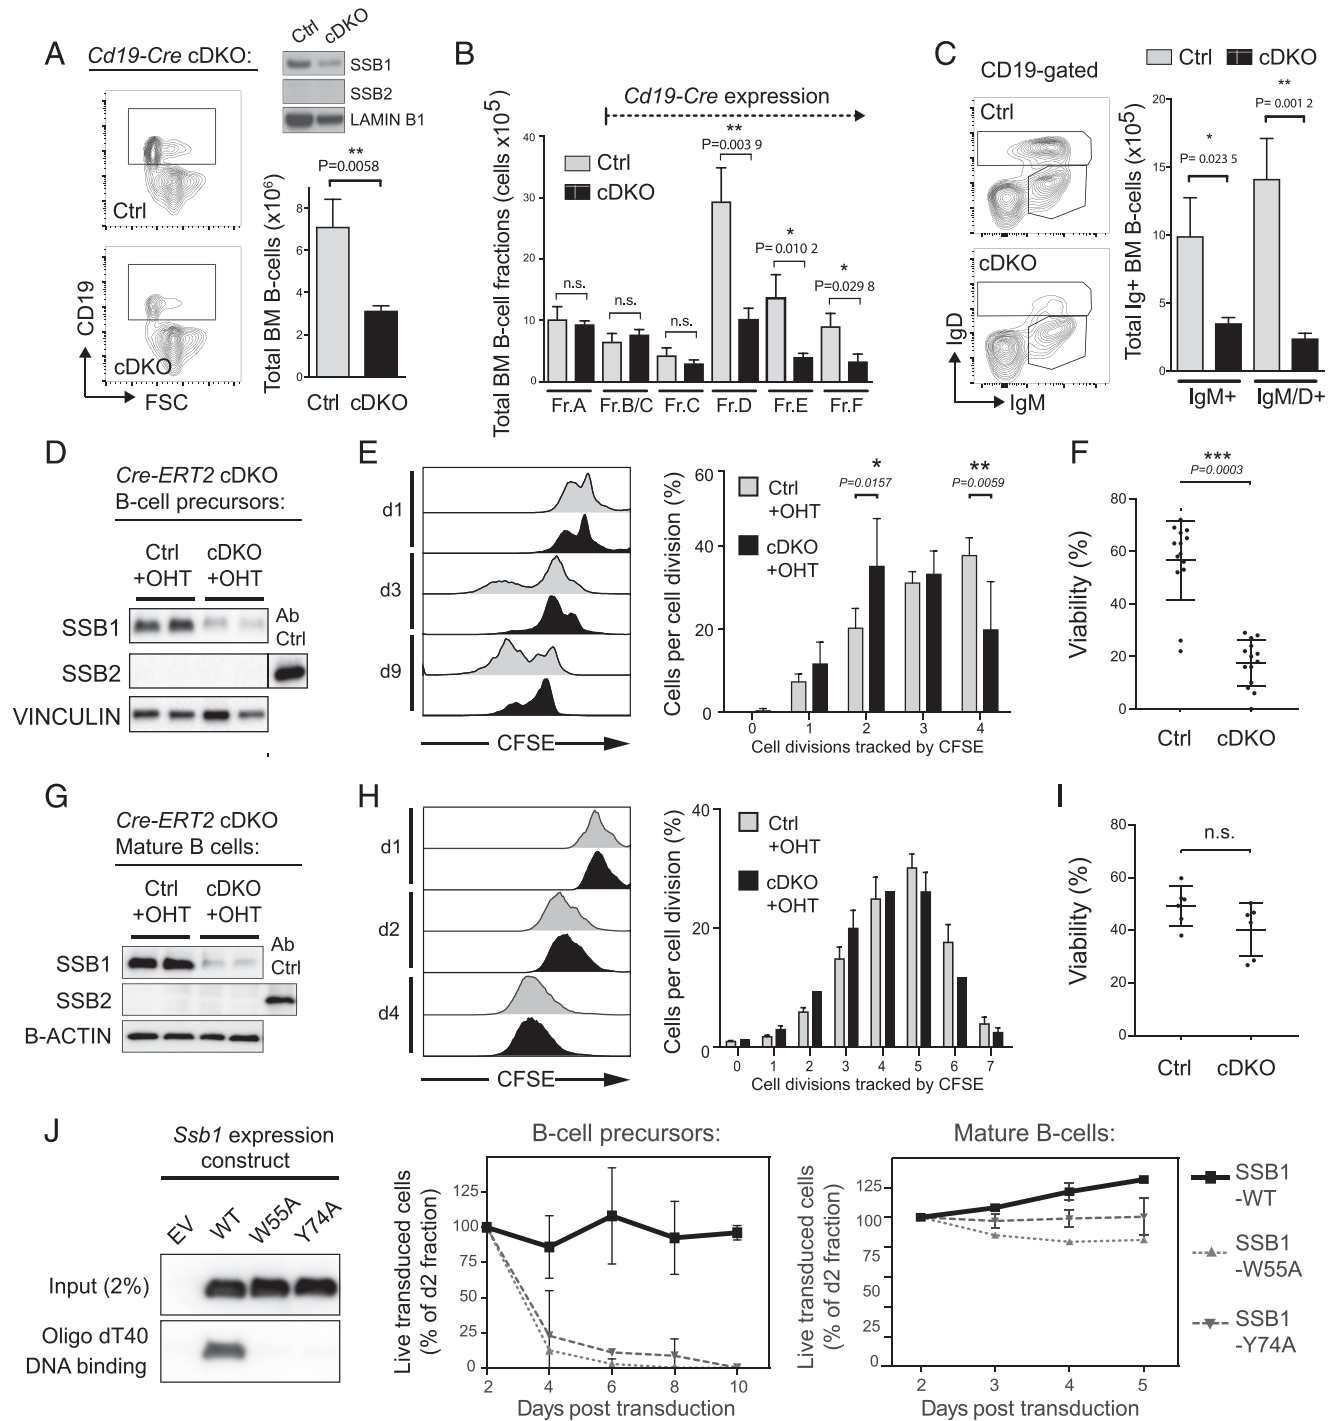 A
Cd19-Cre cDKO:
Ctrl
cDKO
SSB1
SSB2
LAMIN B1
Ctrl
cDKO
CD19
FSC
**
P=0.0058
Total BM B-cells (x10⁶)
8
6
4
2
0
Ctrl cDKO
B
Cd19-Cre expression
Total BM B-cell fractions (cells x10⁵)
40
30
20
10
0
Ctrl
cDKO
n.s.
n.s.
n.s.
**
P=0.003 9
*
P=0.010 2
*
P=0.029 8
Fr.A Fr.B/C Fr.C Fr.D Fr.E Fr.F
C
CD19-gated
Ctrl
cDKO
IgD
IgM
Ctrl cDKO
Total Ig+ BM B-cells (x10⁵)
20
15
10
5
0
*
P= 0.023 5
**
P= 0.001 2
IgM+ IgM/D+
D
Cre-ERT2 cDKO
B-cell precursors:
Ctrl cDKO
+OHT +OHT
Ab
Ctrl
SSB1
SSB2
VINCULIN
E
d1
d3
d9
CFSE
Cells per cell division (%)
60
40
20
0
Ctrl
+OHT
cDKO
+OHT
*
P=0.0157
**
P=0.0059
0 1 2 3 4
Cell divisions tracked by CFSE
F
***
P=0.0003
Viability (%)
80
60
40
20
0
Ctrl cDKO
G
Cre-ERT2 cDKO
Mature B cells:
Ctrl cDKO
+OHT +OHT
Ab
Ctrl
SSB1
SSB2
B-ACTIN
H
d1
d2
d4
CFSE
Cells per cell division (%)
40
20
0
Ctrl
+OHT
cDKO
+OHT
0 1 2 3 4 5 6 7
Cell divisions tracked by CFSE
I
n.s.
Viability (%)
80
60
40
20
0
Ctrl cDKO
J
Ssb1 expression
construct
EV
WT
W55A
Y74A
Input (2%)
Oligo dT40
DNA binding
B-cell precursors:
Live transduced cells
(% of d2 fraction)
125
100
75
50
25
0
2 4 6 8 10
Days post transduction
Mature B-cells:
Live transduced cells
(% of d2 fraction)
125
100
75
50
25
0
2 3 4 5
Days post transduction
SSB1
-WT
SSB1
-W55A
SSB1
-Y74A